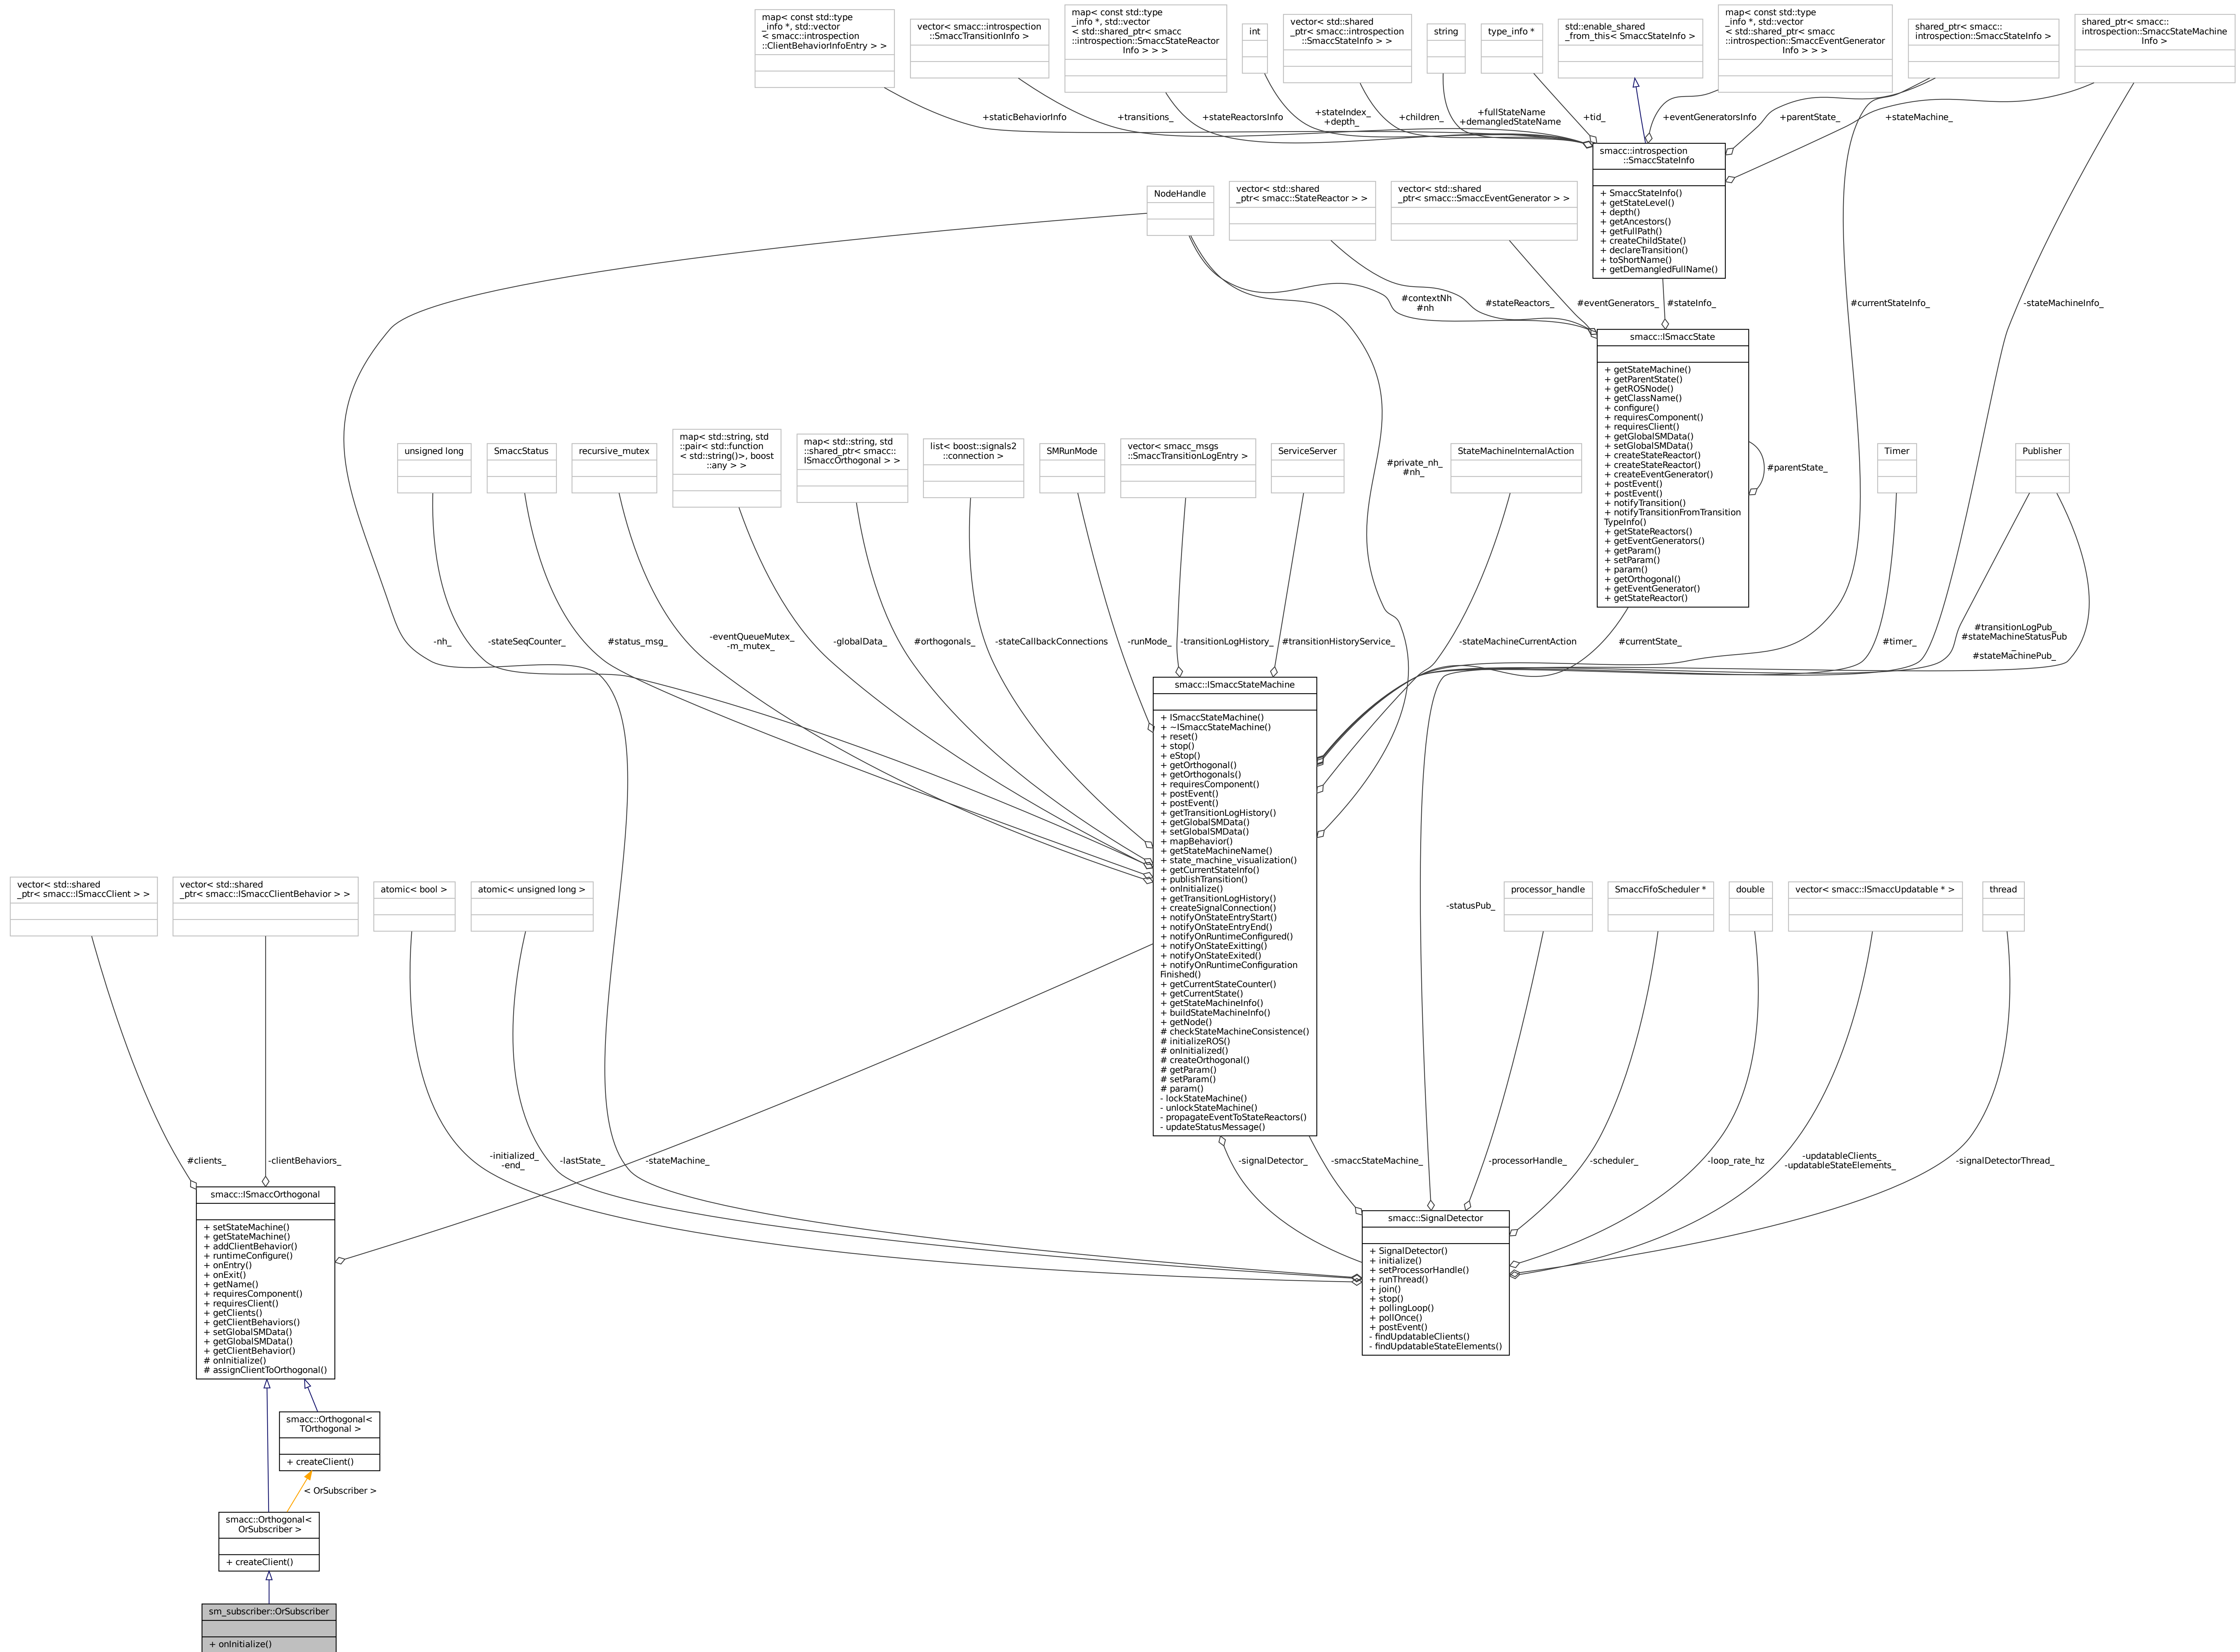 map< const std::type
_info *, std::vector
< smacc::introspection
::ClientBehaviorInfoEntry > >
vector< smacc::introspection
::SmaccTransitionInfo >
map< const std::type
_info *, std::vector
< std::shared_ptr< smacc
::introspection::SmaccStateReactor
Info > > >
int
vector< std::shared
_ptr< smacc::introspection
::SmaccStateInfo > >
string
type_info *
std::enable_shared
_from_this< SmaccStateInfo >
map< const std::type
_info *, std::vector
< std::shared_ptr< smacc
::introspection::SmaccEventGenerator
Info > > >
shared_ptr< smacc::
introspection::SmaccStateInfo >
shared_ptr< smacc::
introspection::SmaccStateMachine
Info >
+staticBehaviorInfo
+transitions_
+stateReactorsInfo
+stateIndex_
+depth_
+children_
+fullStateName
+demangledStateName
+tid_
+eventGeneratorsInfo
+parentState_
+stateMachine_
smacc::introspection
::SmaccStateInfo
+ SmaccStateInfo()
+ getStateLevel()
+ depth()
+ getAncestors()
+ getFullPath()
+ createChildState()
+ declareTransition()
+ toShortName()
+ getDemangledFullName()
NodeHandle
vector< std::shared
_ptr< smacc::StateReactor > >
vector< std::shared
_ptr< smacc::SmaccEventGenerator > >
#contextNh
#nh
#stateReactors_
#eventGenerators_
#stateInfo_
#currentStateInfo_
-stateMachineInfo_
smacc::ISmaccState
+ getStateMachine()
+ getParentState()
+ getROSNode()
+ getClassName()
+ configure()
+ requiresComponent()
+ requiresClient()
+ getGlobalSMData()
+ setGlobalSMData()
+ createStateReactor()
+ createStateReactor()
+ createEventGenerator()
+ postEvent()
+ postEvent()
+ notifyTransition()
+ notifyTransitionFromTransition
TypeInfo()
+ getStateReactors()
+ getEventGenerators()
+ getParam()
+ setParam()
+ param()
+ getOrthogonal()
+ getEventGenerator()
+ getStateReactor()
#parentState_
unsigned long
SmaccStatus
recursive_mutex
map< std::string, std
::pair< std::function
< std::string()>, boost
::any > >
map< std::string, std
::shared_ptr< smacc::
ISmaccOrthogonal > >
list< boost::signals2
::connection >
SMRunMode
vector< smacc_msgs
::SmaccTransitionLogEntry >
ServiceServer
#private_nh_
#nh_
StateMachineInternalAction
Timer
Publisher
-nh_
-stateSeqCounter_
#status_msg_
-eventQueueMutex_
-m_mutex_
-globalData_
#orthogonals_
-stateCallbackConnections
-runMode_
-transitionLogHistory_
#transitionHistoryService_
-stateMachineCurrentAction
#currentState_
#timer_
#transitionLogPub_
#stateMachineStatusPub
_
#stateMachinePub_
smacc::ISmaccStateMachine
+ ISmaccStateMachine()
+ ~ISmaccStateMachine()
+ reset()
+ stop()
+ eStop()
+ getOrthogonal()
+ getOrthogonals()
+ requiresComponent()
+ postEvent()
+ postEvent()
+ getTransitionLogHistory()
+ getGlobalSMData()
+ setGlobalSMData()
+ mapBehavior()
+ getStateMachineName()
+ state_machine_visualization()
+ getCurrentStateInfo()
+ publishTransition()
+ onInitialize()
+ getTransitionLogHistory()
+ createSignalConnection()
+ notifyOnStateEntryStart()
+ notifyOnStateEntryEnd()
+ notifyOnRuntimeConfigured()
+ notifyOnStateExitting()
+ notifyOnStateExited()
+ notifyOnRuntimeConfiguration
Finished()
+ getCurrentStateCounter()
+ getCurrentState()
+ getStateMachineInfo()
+ buildStateMachineInfo()
+ getNode()
# checkStateMachineConsistence()
# initializeROS()
# onInitialized()
# createOrthogonal()
# getParam()
# setParam()
# param()
- lockStateMachine()
- unlockStateMachine()
- propagateEventToStateReactors()
- updateStatusMessage()
vector< std::shared
_ptr< smacc::ISmaccClient > >
vector< std::shared
_ptr< smacc::ISmaccClientBehavior > >
atomic< bool >
atomic< unsigned long >
-statusPub_
processor_handle
SmaccFifoScheduler *
double
vector< smacc::ISmaccUpdatable * >
thread
#clients_
-clientBehaviors_
-initialized_
-end_
-lastState_
-stateMachine_
-signalDetector_
-smaccStateMachine_
-processorHandle_
-scheduler_
-loop_rate_hz
-updatableClients_
-updatableStateElements_
-signalDetectorThread_
smacc::ISmaccOrthogonal
+ setStateMachine()
+ getStateMachine()
+ addClientBehavior()
+ runtimeConfigure()
+ onEntry()
+ onExit()
+ getName()
+ requiresComponent()
+ requiresClient()
+ getClients()
+ getClientBehaviors()
+ setGlobalSMData()
+ getGlobalSMData()
+ getClientBehavior()
# onInitialize()
# assignClientToOrthogonal()
smacc::SignalDetector
+ SignalDetector()
+ initialize()
+ setProcessorHandle()
+ runThread()
+ join()
+ stop()
+ pollingLoop()
+ pollOnce()
+ postEvent()
- findUpdatableClients()
- findUpdatableStateElements()
smacc::Orthogonal<
TOrthogonal >
+ createClient()
< OrSubscriber >
smacc::Orthogonal<
OrSubscriber >
+ createClient()
sm_subscriber::OrSubscriber
+ onInitialize()